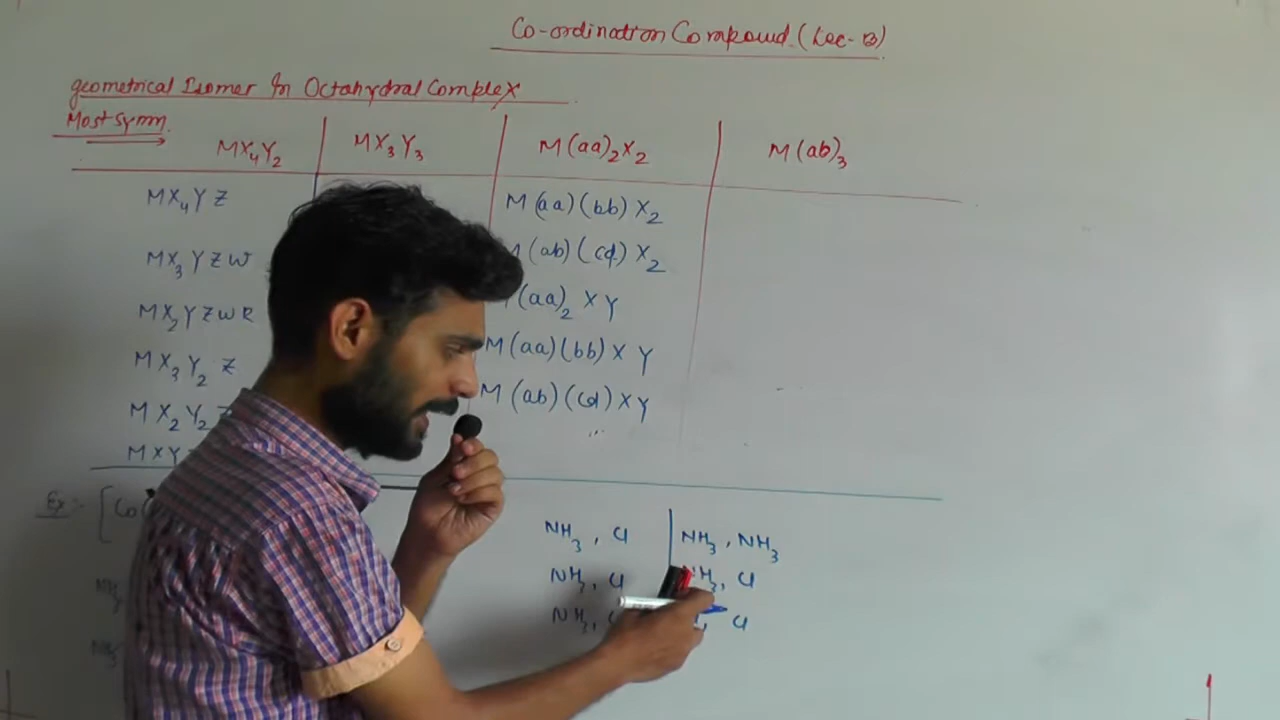 Co-ordination Compound (Lec-13)
geometrical Isomer In Octahydral Complex
Most Symm.
MX4Y2 MX3Y3 M(aa)2X2 M(ab)3
MX4YZ M(aa)(bb)X2
MX3YZW (ab)(cd)X2
MX2YZWR (aa)2XY
MX3Y2Z M(aa)(bb)XY
MX2Y2 M(ab)(cd)XY
MXY
Ex:- [Co(
NH3, Cl NH3, NH3
NH3, Cl NH3, Cl
NH3, Cl
NH3
NH3